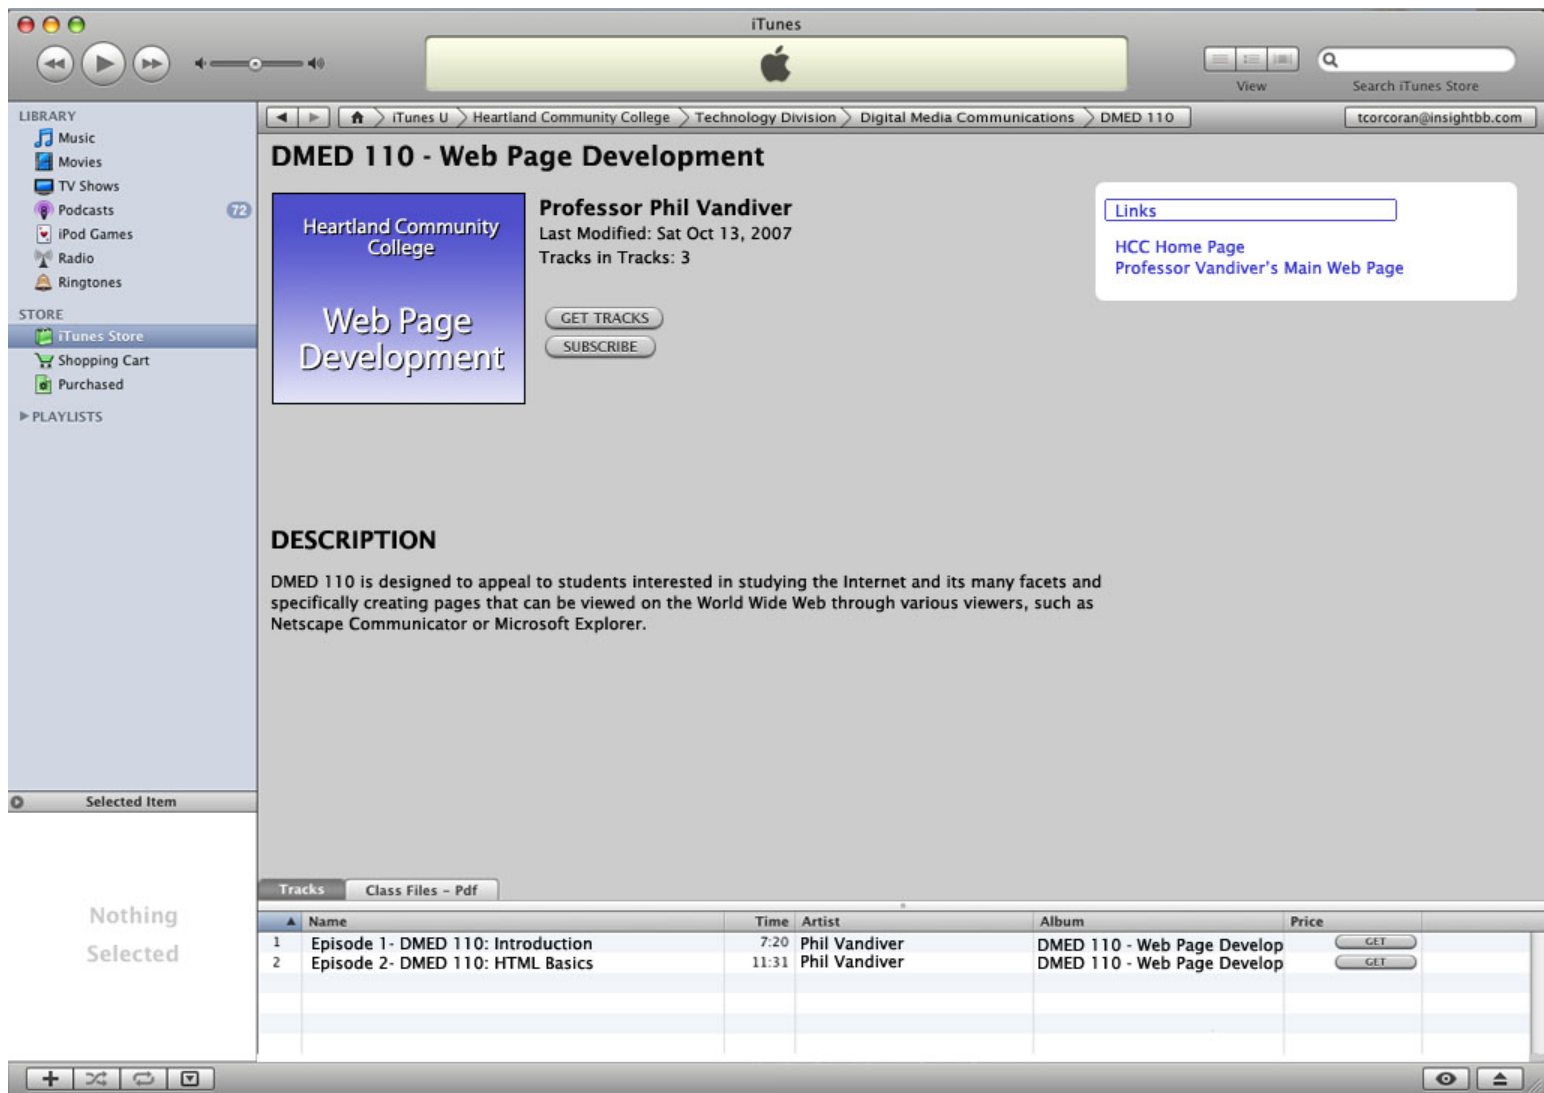 iTunes
View
Search iTunes Store
LIBRARY
Music
Movies
TV Shows
Podcasts 72
iPod Games
Radio
Ringtones
STORE
iTunes Store
Shopping Cart
Purchased
PLAYLISTS
Selected Item
Nothing
Selected
iTunes U Heartland Community College Technology Division Digital Media Communications DMED 110 tcorcoran@insightbb.com
DMED 110 - Web Page Development
Heartland Community
College
Web Page
Development
Professor Phil Vandiver
Last Modified: Sat Oct 13, 2007
Tracks in Tracks: 3
GET TRACKS
SUBSCRIBE
Links
HCC Home Page
Professor Vandiver's Main Web Page
DESCRIPTION
DMED 110 is designed to appeal to students interested in studying the Internet and its many facets and
specifically creating pages that can be viewed on the World Wide Web through various viewers, such as
Netscape Communicator or Microsoft Explorer.
Tracks Class Files - Pdf
Name Time Artist Album Price
1 Episode 1- DMED 110: Introduction 7:20 Phil Vandiver DMED 110 - Web Page Develop GET
2 Episode 2- DMED 110: HTML Basics 11:31 Phil Vandiver DMED 110 - Web Page Develop GET